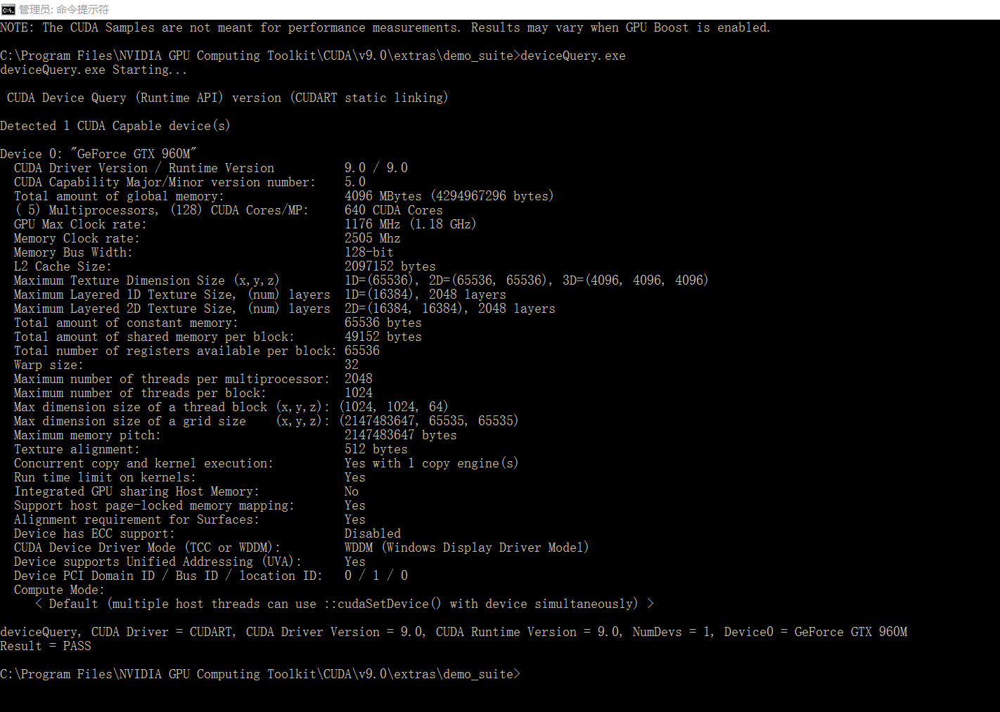 管理员: 命令提示符
NOTE: The CUDA Samples are not meant for performance measurements. Results may vary when GPU Boost is enabled.
C:\Program Files\NVIDIA GPU Computing Toolkit\CUDA\v9.0\extras\demo_suite>deviceQuery.exe
deviceQuery.exe Starting...
CUDA Device Query (Runtime API) version (CUDART static linking)
Detected 1 CUDA Capable device(s)
Device 0: "GeForce GTX 960M"
CUDA Driver Version / Runtime Version 9.0 / 9.0
CUDA Capability Major/Minor version number: 5.0
Total amount of global memory: 4096 MBytes (4294967296 bytes)
( 5) Multiprocessors, (128) CUDA Cores/MP: 640 CUDA Cores
GPU Max Clock rate: 1176 MHz (1.18 GHz)
Memory Clock rate: 2505 Mhz
Memory Bus Width: 128-bit
L2 Cache Size: 2097152 bytes
Maximum Texture Dimension Size (x,y,z) 1D=(65536), 2D=(65536, 65536), 3D=(4096, 4096, 4096)
Maximum Layered 1D Texture Size, (num) layers 1D=(16384), 2048 layers
Maximum Layered 2D Texture Size, (num) layers 2D=(16384, 16384), 2048 layers
Total amount of constant memory: 65536 bytes
Total amount of shared memory per block: 49152 bytes
Total number of registers available per block: 65536
Warp size: 32
Maximum number of threads per multiprocessor: 2048
Maximum number of threads per block: 1024
Max dimension size of a thread block (x,y,z): (1024, 1024, 64)
Max dimension size of a grid size (x,y,z): (2147483647, 65535, 65535)
Maximum memory pitch: 2147483647 bytes
Texture alignment: 512 bytes
Concurrent copy and kernel execution: Yes with 1 copy engine(s)
Run time limit on kernels: Yes
Integrated GPU sharing Host Memory: No
Support host page-locked memory mapping: Yes
Alignment requirement for Surfaces: Yes
Device has ECC support: Disabled
CUDA Device Driver Mode (TCC or WDDM): WDDM (Windows Display Driver Model)
Device supports Unified Addressing (UVA): Yes
Device PCI Domain ID / Bus ID / location ID: 0 / 1 / 0
Compute Mode:
< Default (multiple host threads can use ::cudaSetDevice() with device simultaneously) >
deviceQuery, CUDA Driver = CUDART, CUDA Driver Version = 9.0, CUDA Runtime Version = 9.0, NumDevs = 1, Device0 = GeForce GTX 960M
Result = PASS
C:\Program Files\NVIDIA GPU Computing Toolkit\CUDA\v9.0\extras\demo_suite>